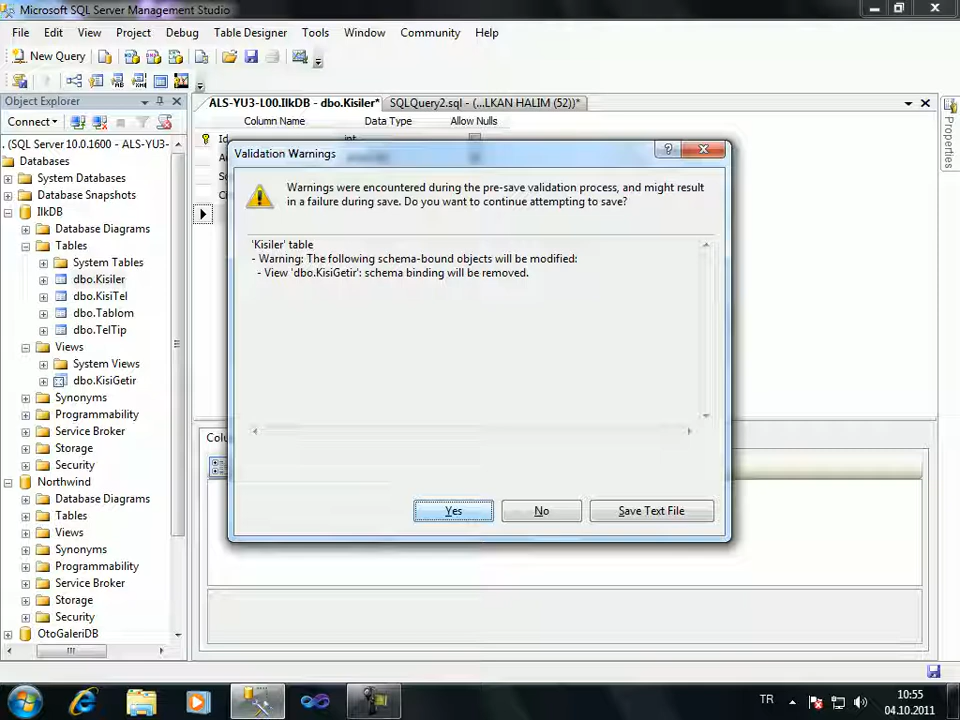 Microsoft SQL Server Management Studio
File Edit View Project Debug Table Designer Tools Window Community Help
New Query
Object Explorer
ALS-YU3-L00.IlkDB - dbo.Kisiler* SQLQuery2.sql - (...LKAN HALIM (52))*
Column Name Data Type Allow Nulls
Connect
. (SQL Server 10.0.1600 - ALS-YU3-
Databases
System Databases
Database Snapshots
IlkDB
Database Diagrams
Tables
System Tables
dbo.Kisiler
dbo.KisiTel
dbo.Tablom
dbo.TelTip
Views
System Views
dbo.KisiGetir
Synonyms
Programmability
Service Broker
Storage
Security
Northwind
Database Diagrams
Tables
Views
Synonyms
Programmability
Service Broker
Storage
Security
OtoGaleriDB
Validation Warnings
Warnings were encountered during the pre-save validation process, and might result
in a failure during save. Do you want to continue attempting to save?
'Kisiler' table
- Warning: The following schema-bound objects will be modified:
- View 'dbo.KisiGetir': schema binding will be removed.
Yes No Save Text File
Properties
TR
10:55
04.10.2011